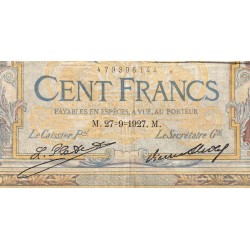 CENT FRANCS
PAYABLES EN ESPÈCES, A VUE, AU PORTEUR
M. 27=9=1927. M.
Le Caissier Pal
Le Secrétaire Gal